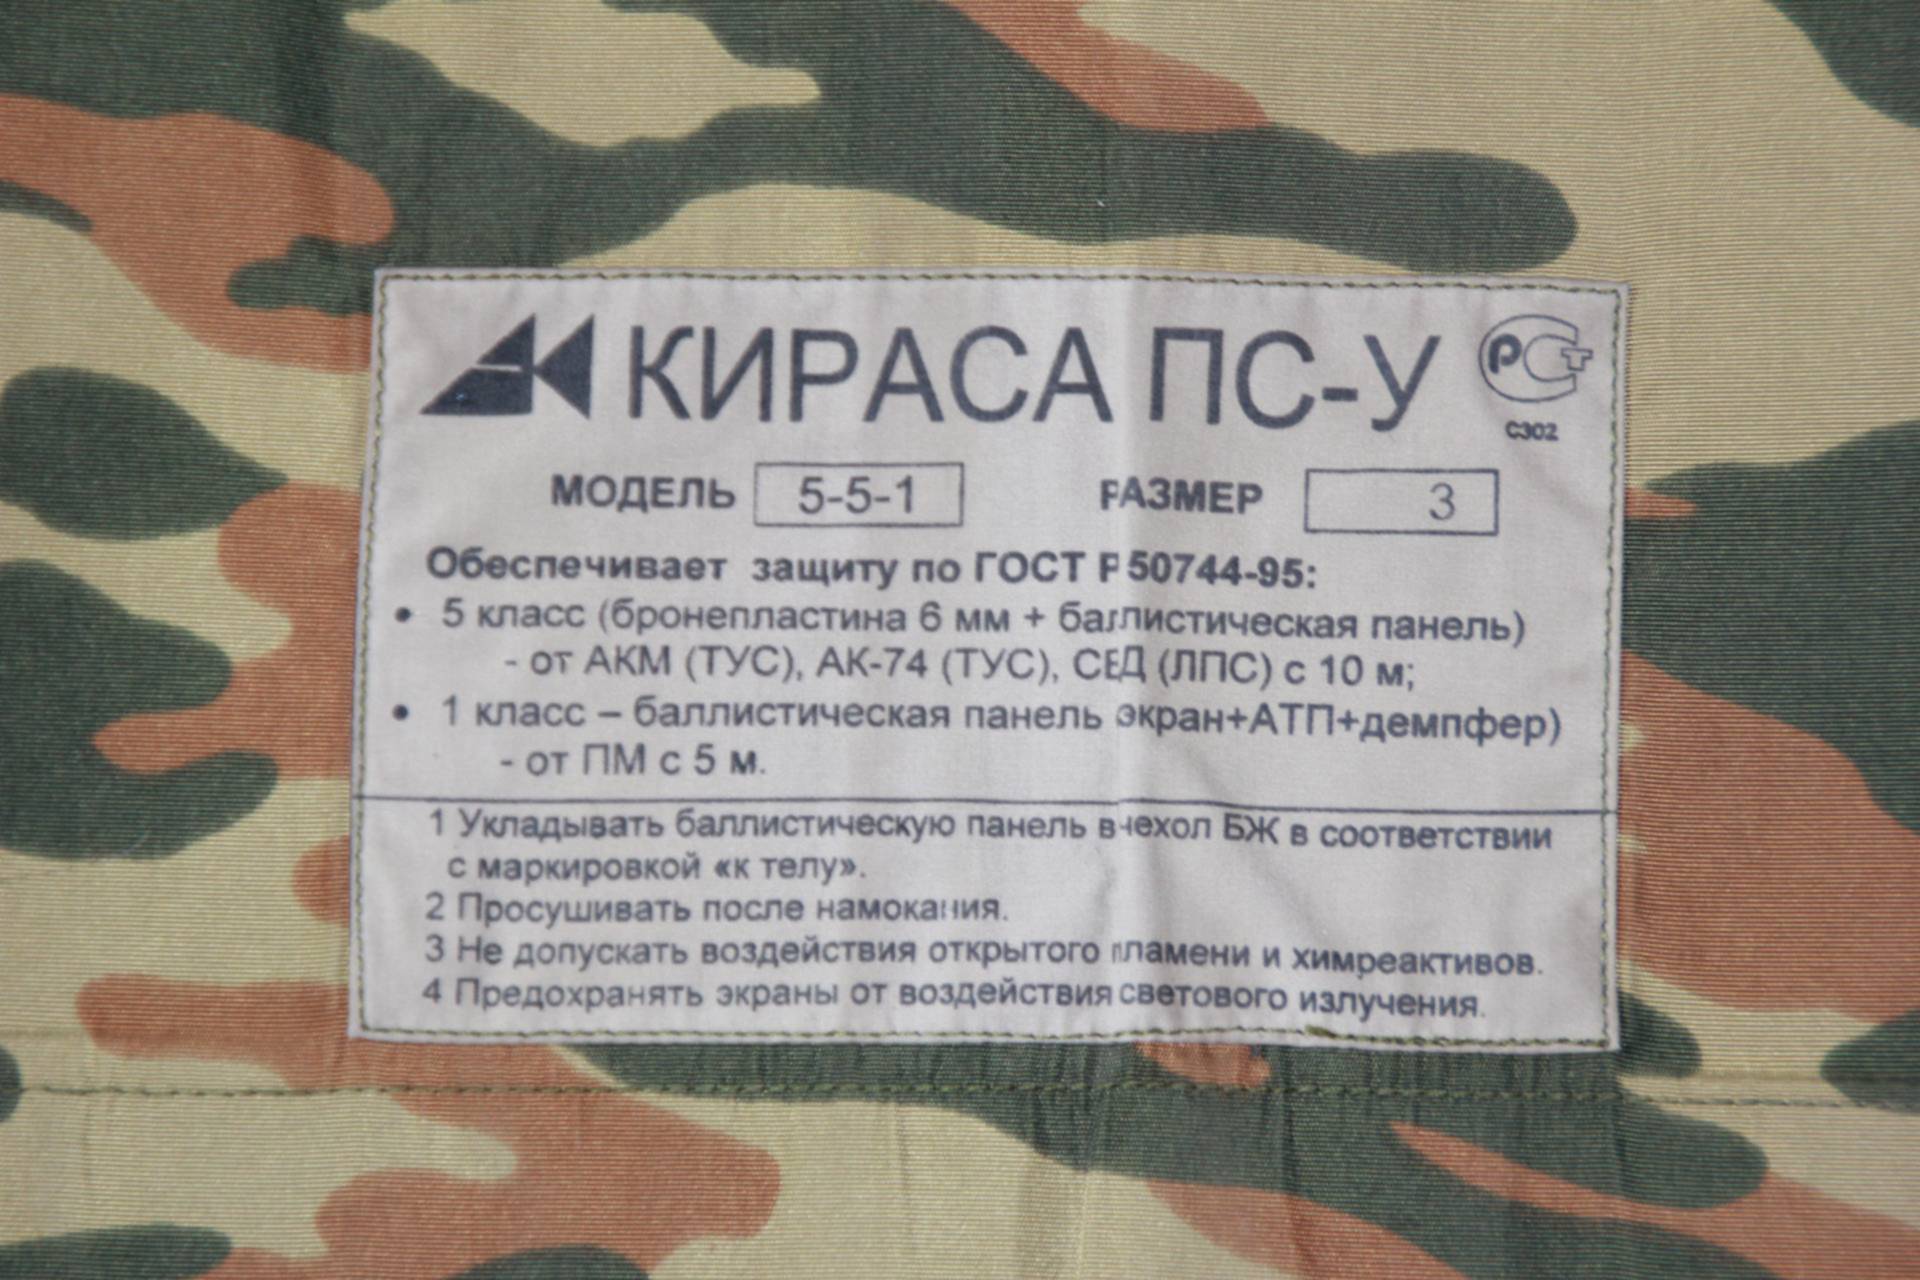 КИРАСА ПС-У
РСТ
СЗ02
МОДЕЛЬ 5-5-1 РАЗМЕР 3
Обеспечивает защиту по ГОСТ Р 50744-95:
• 5 класс (бронепластина 6 мм + баллистическая панель)
- от АКМ (ТУС), АК-74 (ТУС), СВД (ЛПС) с 10 м;
• 1 класс – баллистическая панель экран+АТП+демпфер)
- от ПМ с 5 м.
1 Укладывать баллистическую панель в чехол БЖ в соответствии
с маркировкой «к телу».
2 Просушивать после намокания.
3 Не допускать воздействия открытого пламени и химреактивов.
4 Предохранять экраны от воздействия светового излучения.